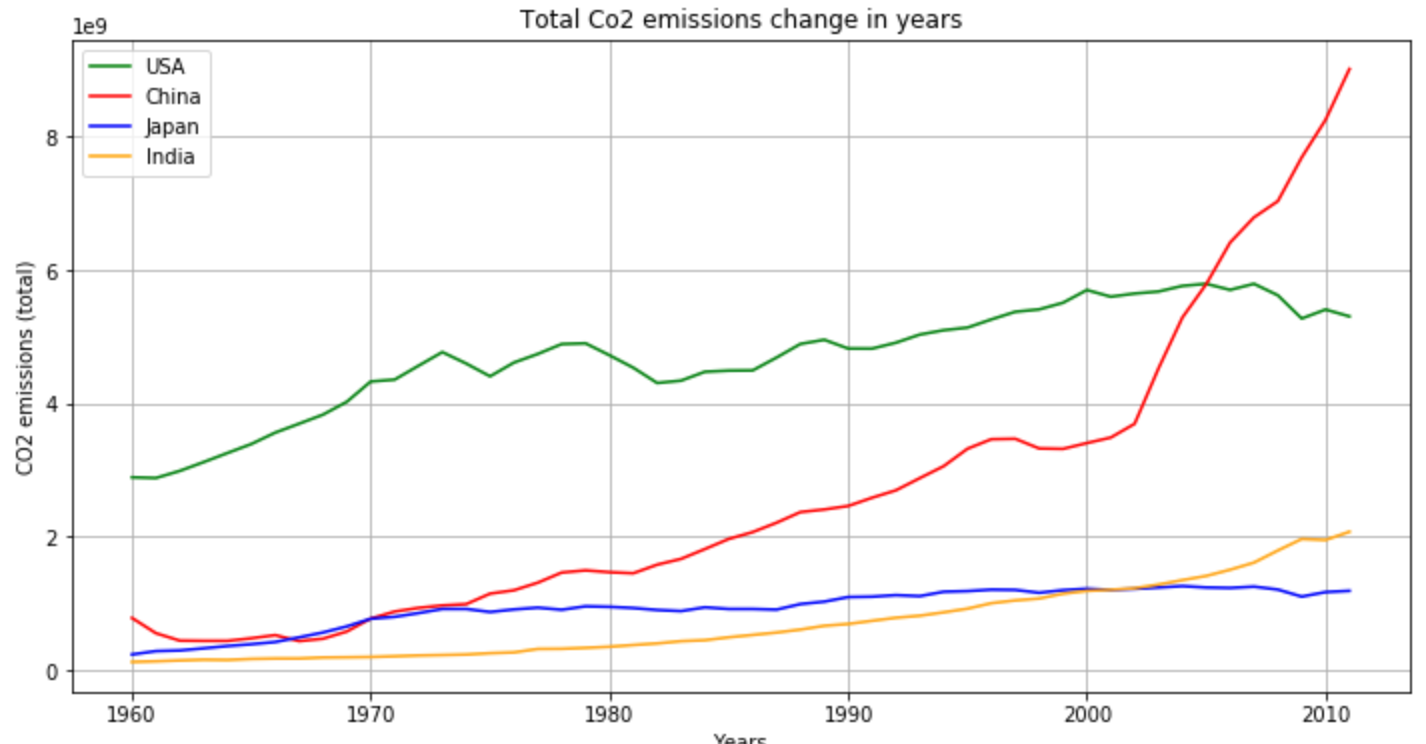 Total Co2 emissions change in years
1e9
USA
China
Japan
India
8
6
4
2
0
CO2 emissions (total)
1960 1970 1980 1990 2000 2010
Years